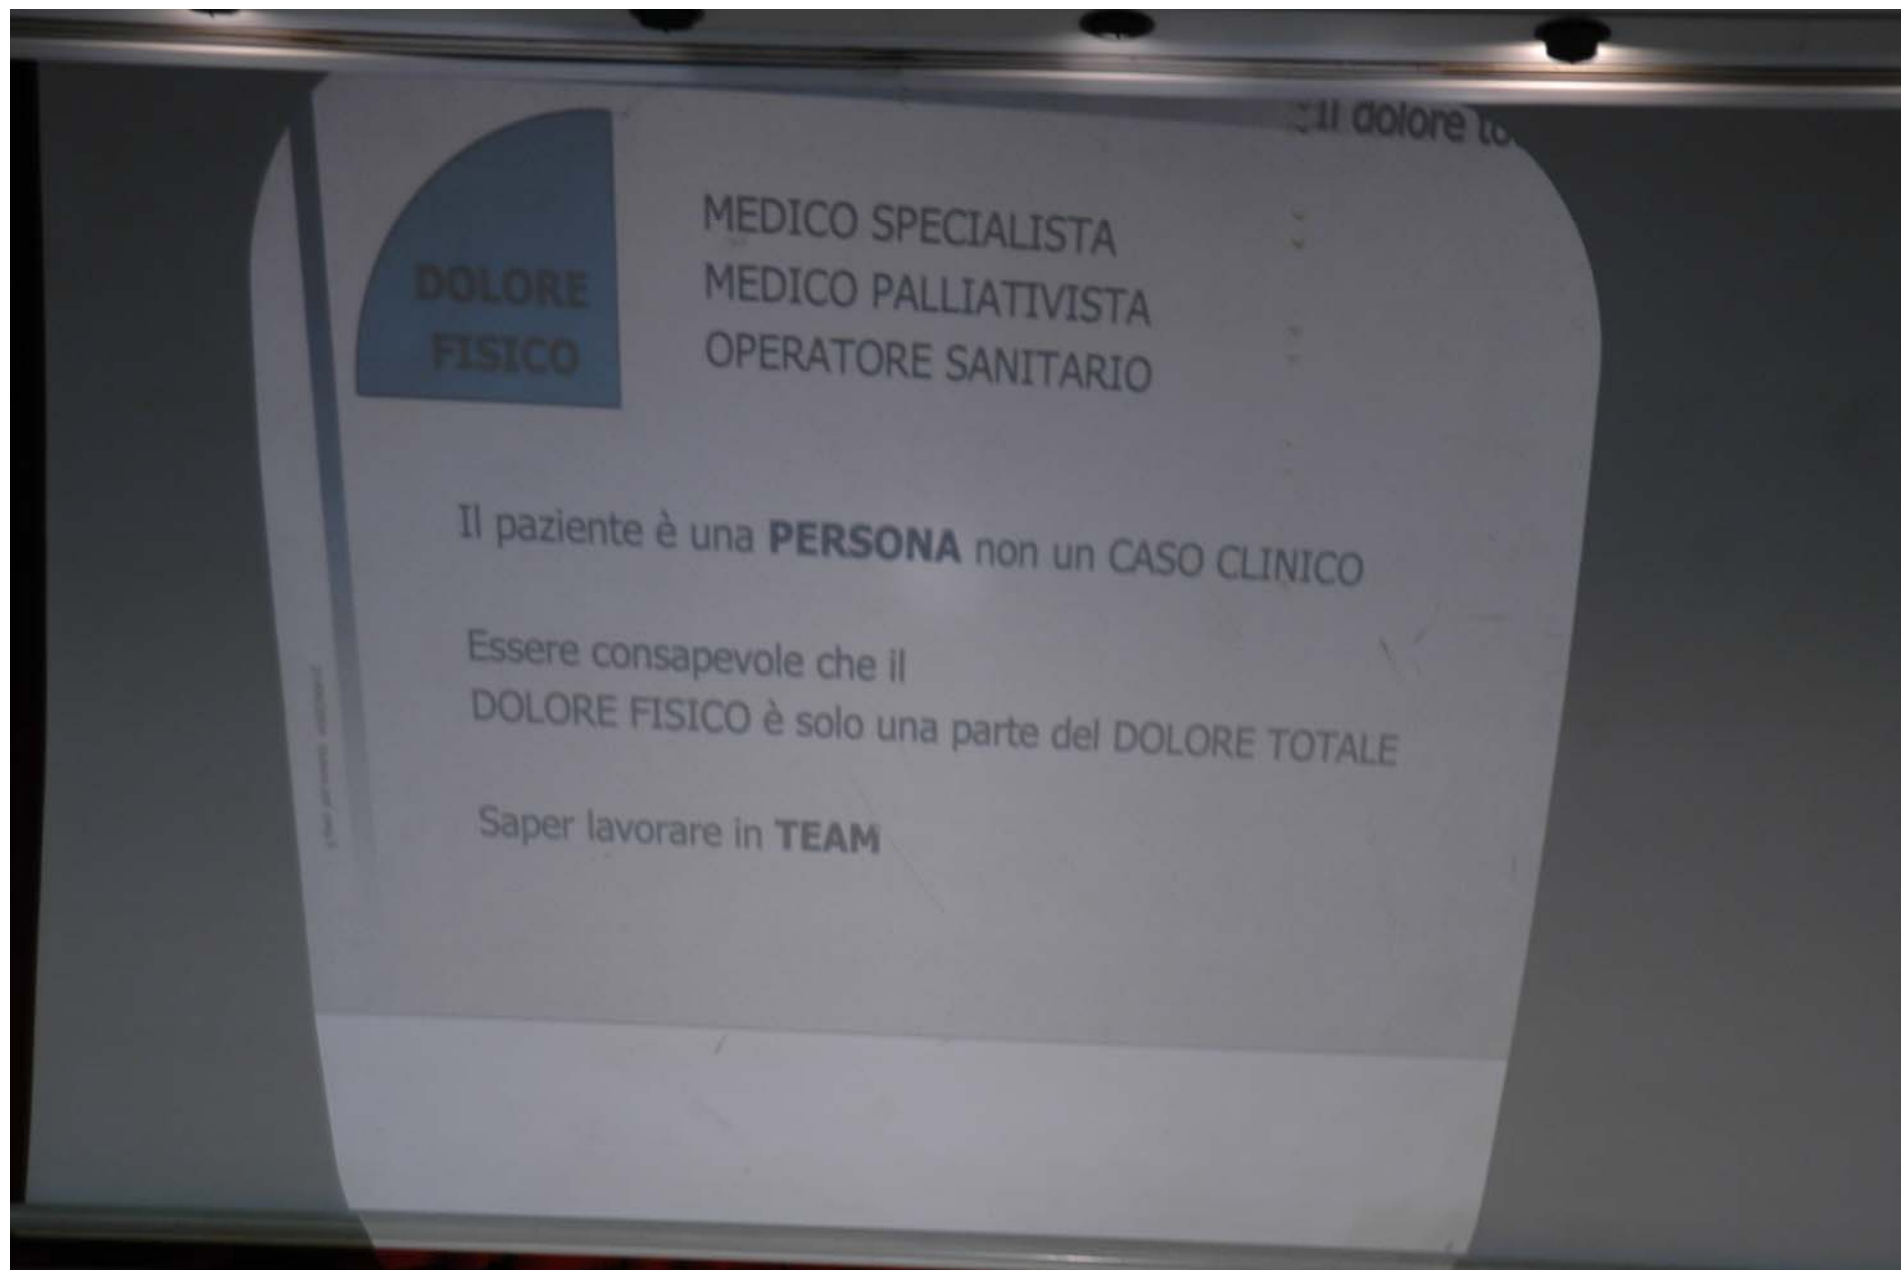 Il dolore
DOLORE
FISICO
MEDICO SPECIALISTA
MEDICO PALLIATIVISTA
OPERATORE SANITARIO
Il paziente è una PERSONA non un CASO CLINICO
Essere consapevole che il
DOLORE FISICO è solo una parte del DOLORE TOTALE
Saper lavorare in TEAM